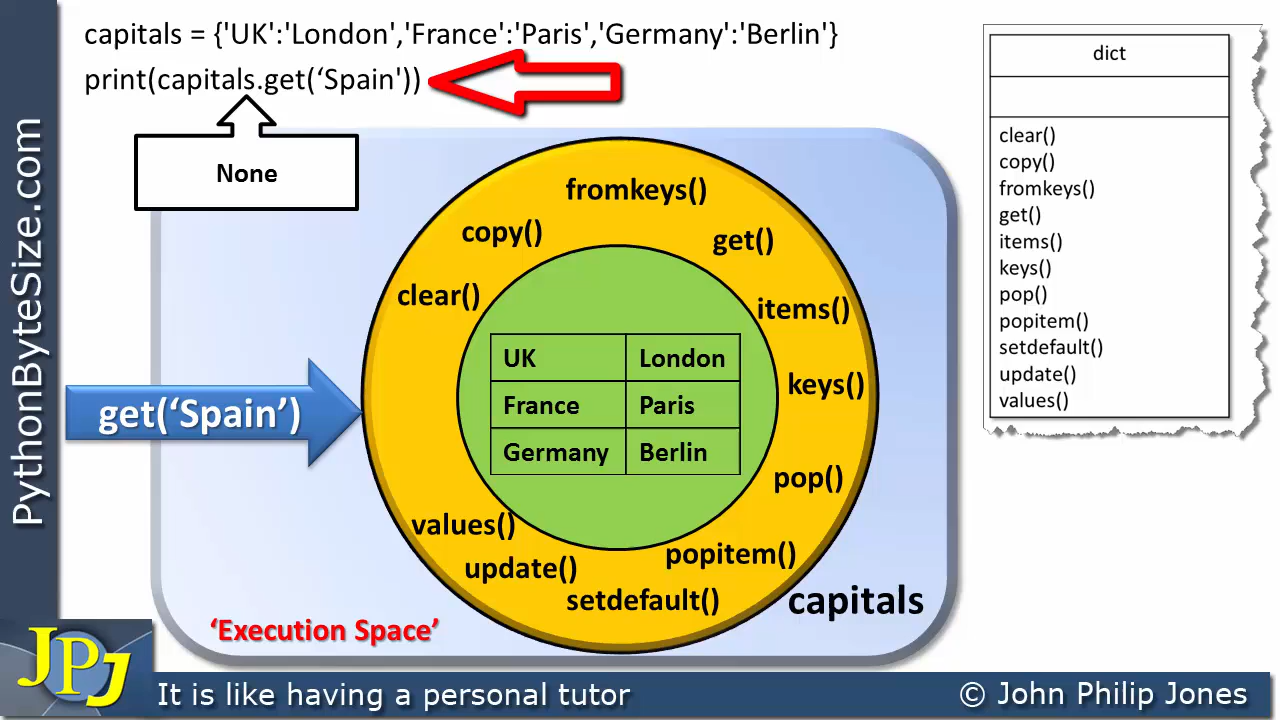 capitals = {'UK':'London','France':'Paris','Germany':'Berlin'}
print(capitals.get(‘Spain'))
None
dict
clear()
copy()
fromkeys()
get()
items()
keys()
pop()
popitem()
setdefault()
update()
values()
PythonByteSize.com
fromkeys()
copy()
get()
clear()
items()
keys()
pop()
popitem()
setdefault()
update()
values()
UK London
France Paris
Germany Berlin
get(‘Spain’)
capitals
‘Execution Space’
JPJ
It is like having a personal tutor
© John Philip Jones